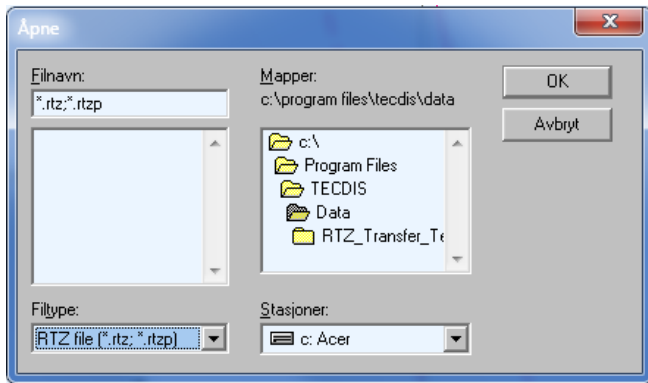 Åpne
Filnavn:
*.rtz;*.rtzp
Mapper:
c:\program files\tecdis\data
OK
Avbryt
c:\
Program Files
TECDIS
Data
RTZ_Transfer_Te
Filtype:
RTZ file (*.rtz; *.rtzp)
Stasjoner:
c: Acer